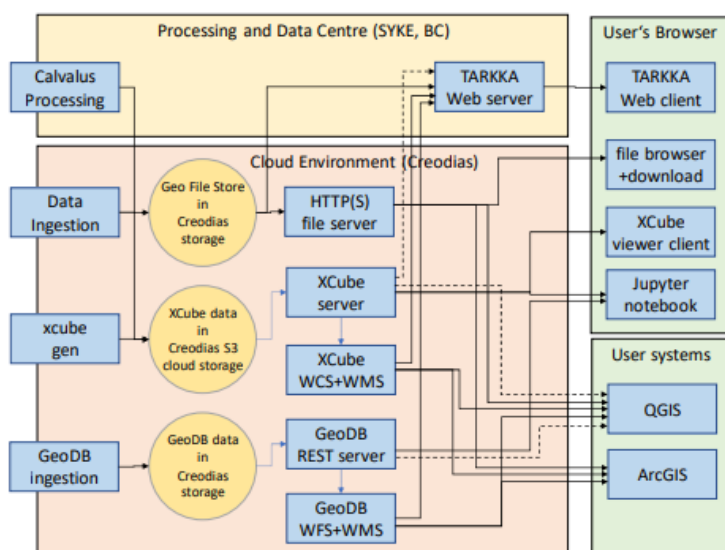 Processing and Data Centre (SYKE, BC)
User's Browser
Calvalus
Processing
TARKKA
Web server
TARKKA
Web client
Cloud Environment (Creodias)
file browser
+download
Data
Ingestion
Geo File Store
in
Creodias
storage
HTTP(S)
file server
XCube
viewer client
XCube
server
Jupyter
notebook
xcube
gen
XCube data
in
Creodias S3
cloud storage
XCube
WCS+WMS
User systems
QGIS
GeoDB
ingestion
GeoDB data
in
Creodias
storage
GeoDB
REST server
ArcGIS
GeoDB
WFS+WMS